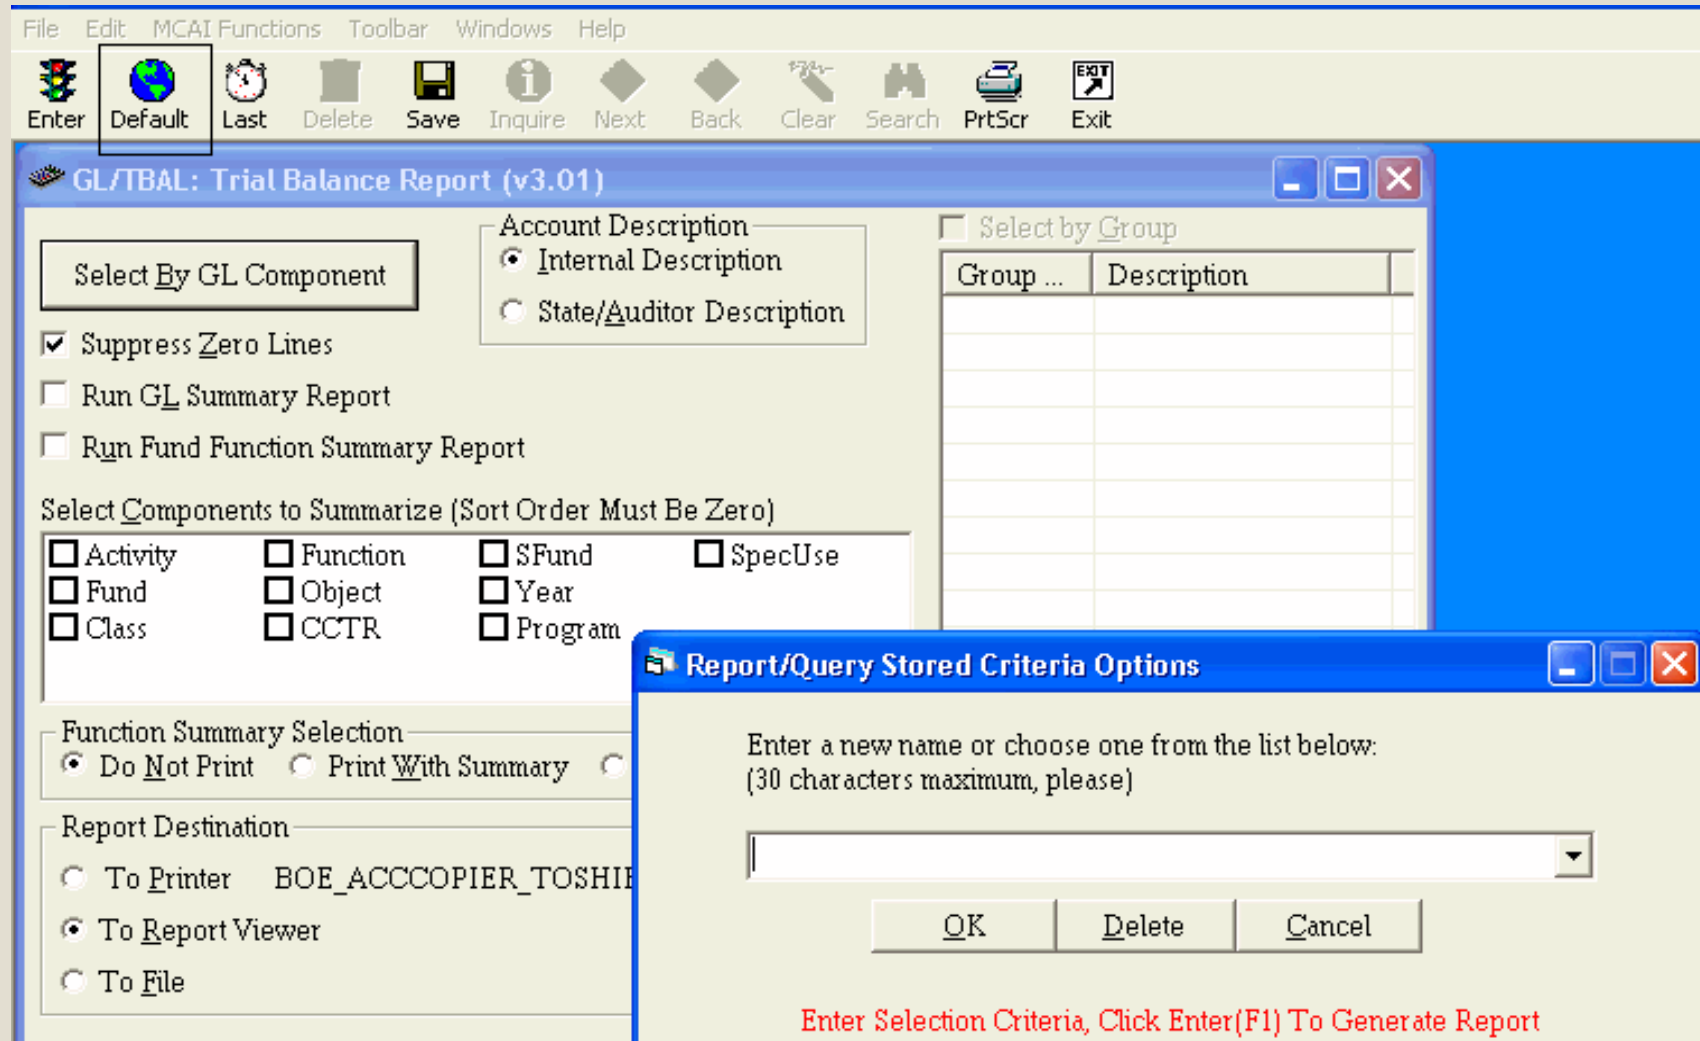 File Edit MCAI Functions Toolbar Windows Help
EXIT
Enter Default Last Delete Save Inquire Next Back Clear Search PrtScr Exit
GL/TBAL: Trial Balance Report (v3.01)
Select By GL Component
Account Description
Internal Description
State/Auditor Description
Select by Group
Group ... Description
Suppress Zero Lines
Run GL Summary Report
Run Fund Function Summary Report
Select Components to Summarize (Sort Order Must Be Zero)
Activity Function SFund SpecUse
Fund Object Year
Class CCTR Program
Function Summary Selection
Do Not Print Print With Summary
Report Destination
To Printer BOE_ACCCOPIER_TOSHIB
To Report Viewer
To File
Report/Query Stored Criteria Options
Enter a new name or choose one from the list below:
(30 characters maximum, please)
OK Delete Cancel
Enter Selection Criteria, Click Enter(F1) To Generate Report